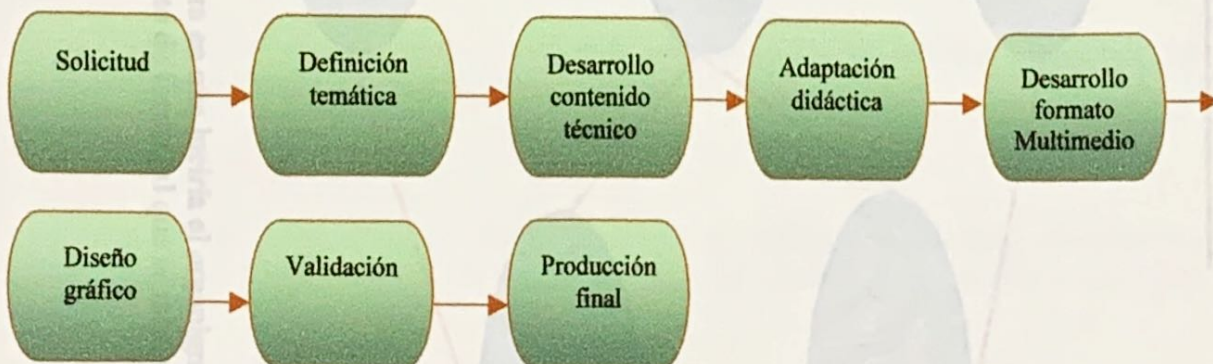 Solicitud
Definición
temática
Desarrollo
contenido
técnico
Adaptación
didáctica
Desarrollo
formato
Multimedio
Diseño
gráfico
Validación
Producción
final